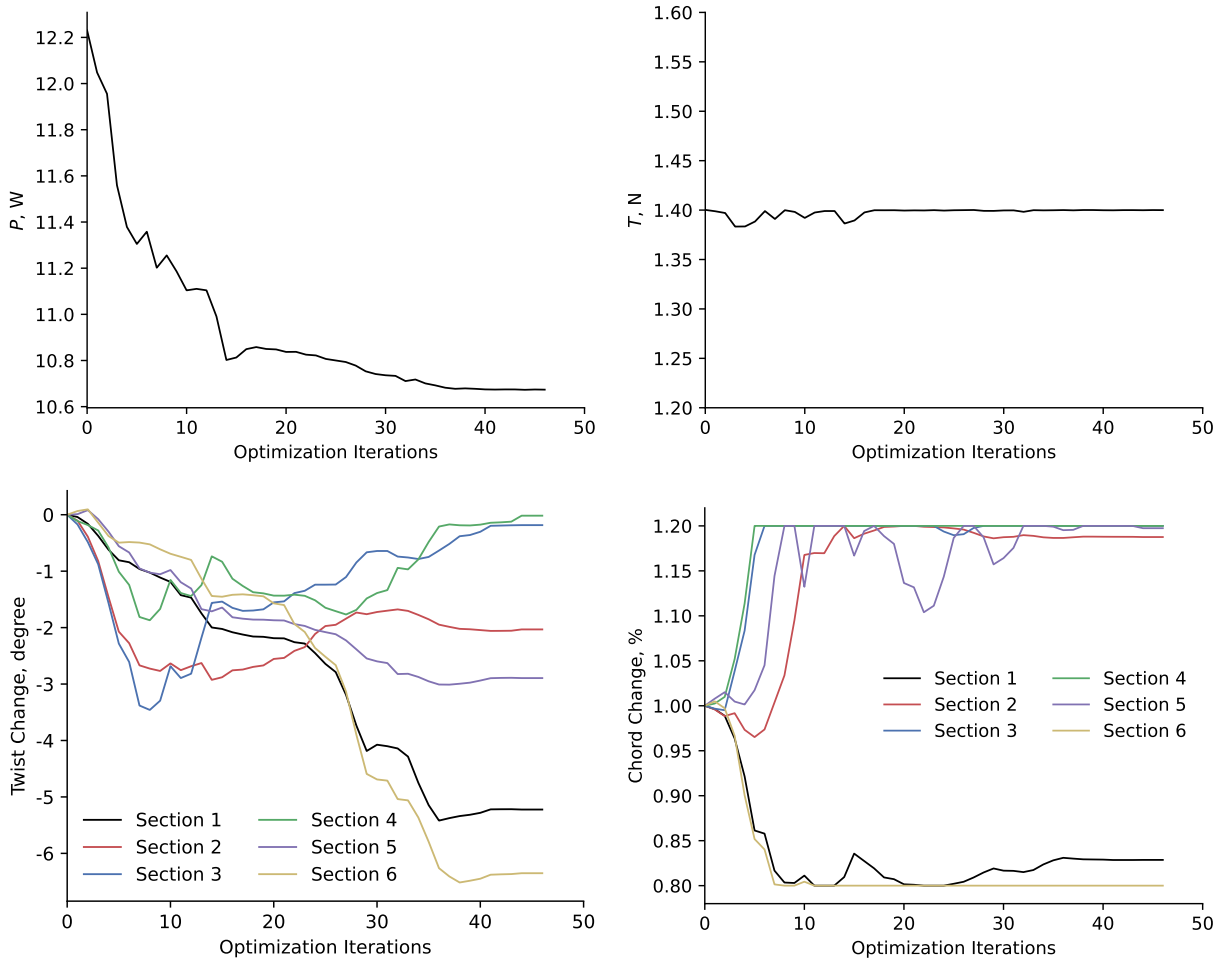 12.2
12.0
11.8
11.6
11.4
11.2
11.0
10.8
10.6
P, W
0 10 20 30 40 50
Optimization Iterations
1.60
1.55
1.50
1.45
1.40
1.35
1.30
1.25
1.20
T, N
0 10 20 30 40 50
Optimization Iterations
0
-1
-2
-3
-4
-5
-6
Twist Change, degree
Section 1 Section 4
Section 2 Section 5
Section 3 Section 6
0 10 20 30 40 50
Optimization Iterations
1.20
1.15
1.10
1.05
1.00
0.95
0.90
0.85
0.80
Chord Change, %
Section 1 Section 4
Section 2 Section 5
Section 3 Section 6
0 10 20 30 40 50
Optimization Iterations